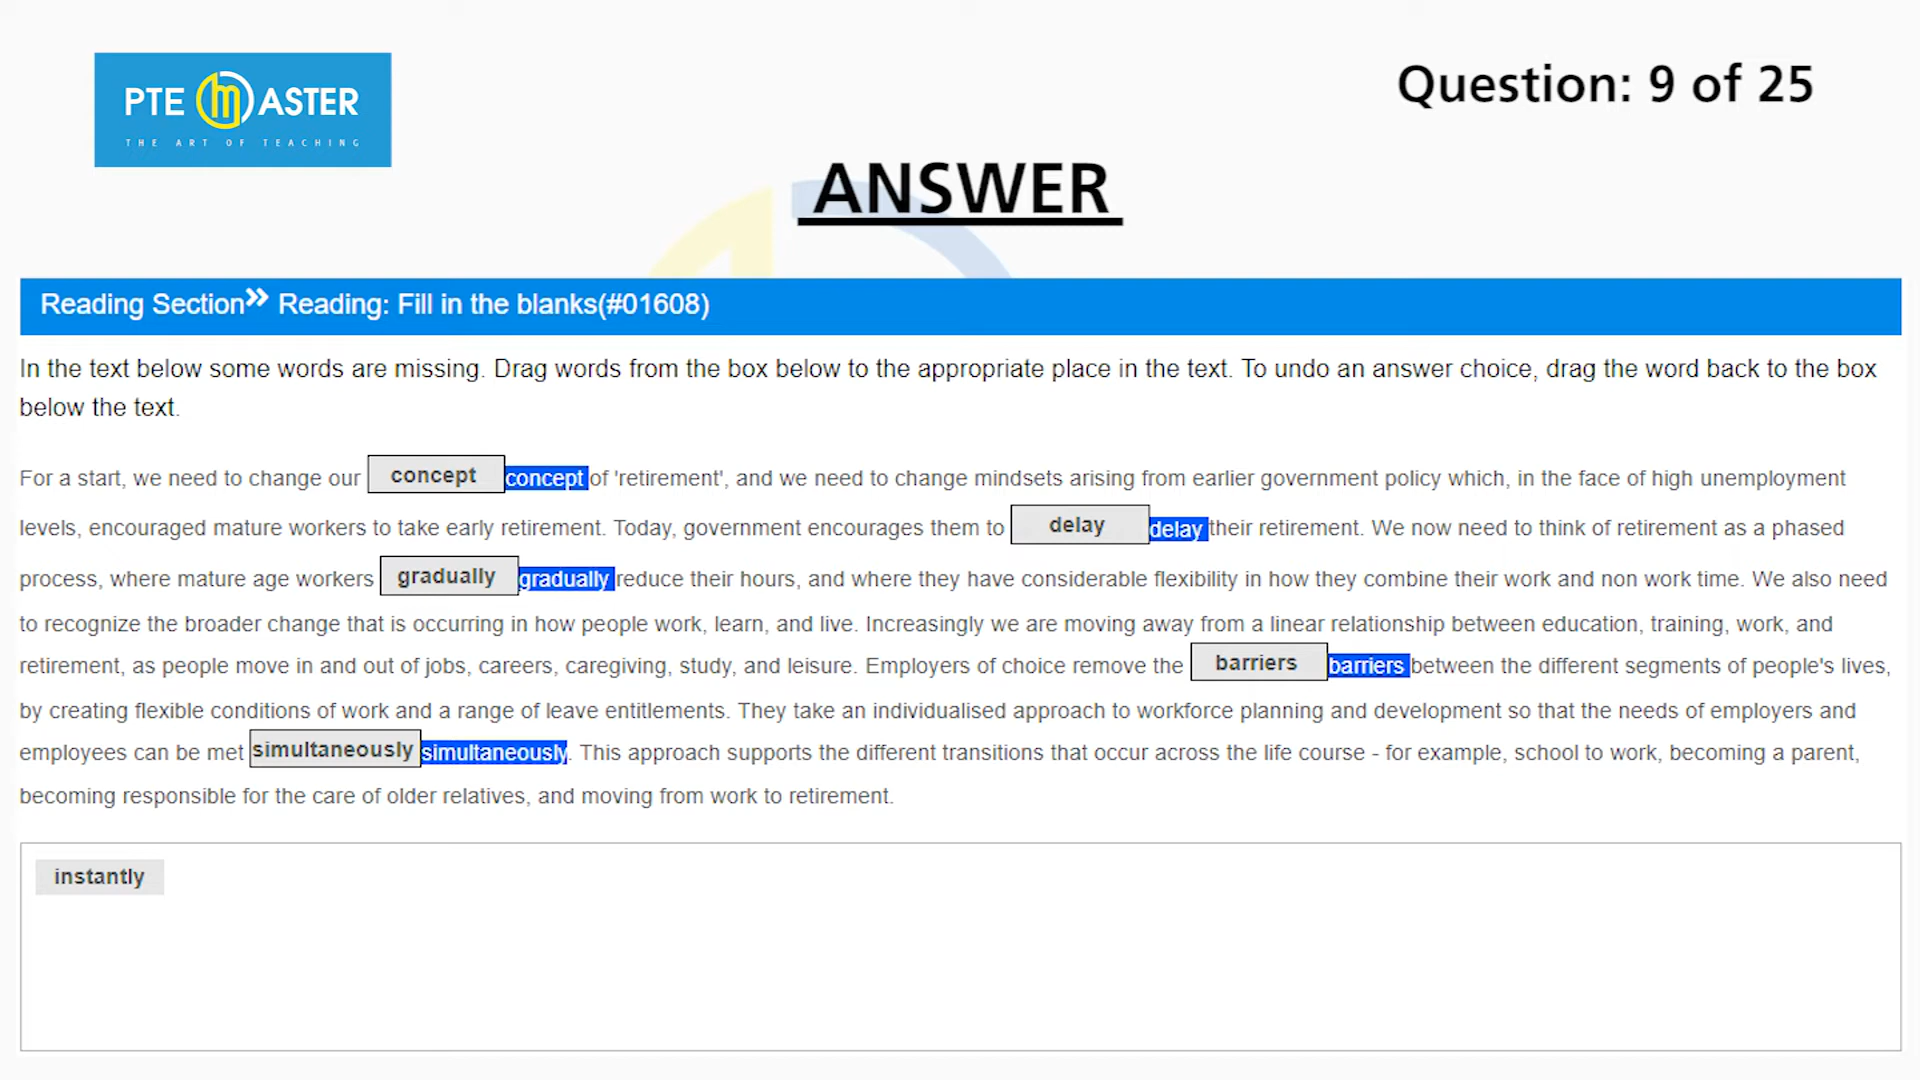 PTE MASTER
THE ART OF TEACHING
Question: 9 of 25
ANSWER
Reading Section» Reading: Fill in the blanks(#01608)
In the text below some words are missing. Drag words from the box below to the appropriate place in the text. To undo an answer choice, drag the word back to the box
below the text.
For a start, we need to change our concept concept of 'retirement', and we need to change mindsets arising from earlier government policy which, in the face of high unemployment
levels, encouraged mature workers to take early retirement. Today, government encourages them to delay delay their retirement. We now need to think of retirement as a phased
process, where mature age workers gradually gradually reduce their hours, and where they have considerable flexibility in how they combine their work and non work time. We also need
to recognize the broader change that is occurring in how people work, learn, and live. Increasingly we are moving away from a linear relationship between education, training, work, and
retirement, as people move in and out of jobs, careers, caregiving, study, and leisure. Employers of choice remove the barriers barriers between the different segments of people's lives,
by creating flexible conditions of work and a range of leave entitlements. They take an individualised approach to workforce planning and development so that the needs of employers and
employees can be met simultaneously simultaneously. This approach supports the different transitions that occur across the life course - for example, school to work, becoming a parent,
becoming responsible for the care of older relatives, and moving from work to retirement.
instantly